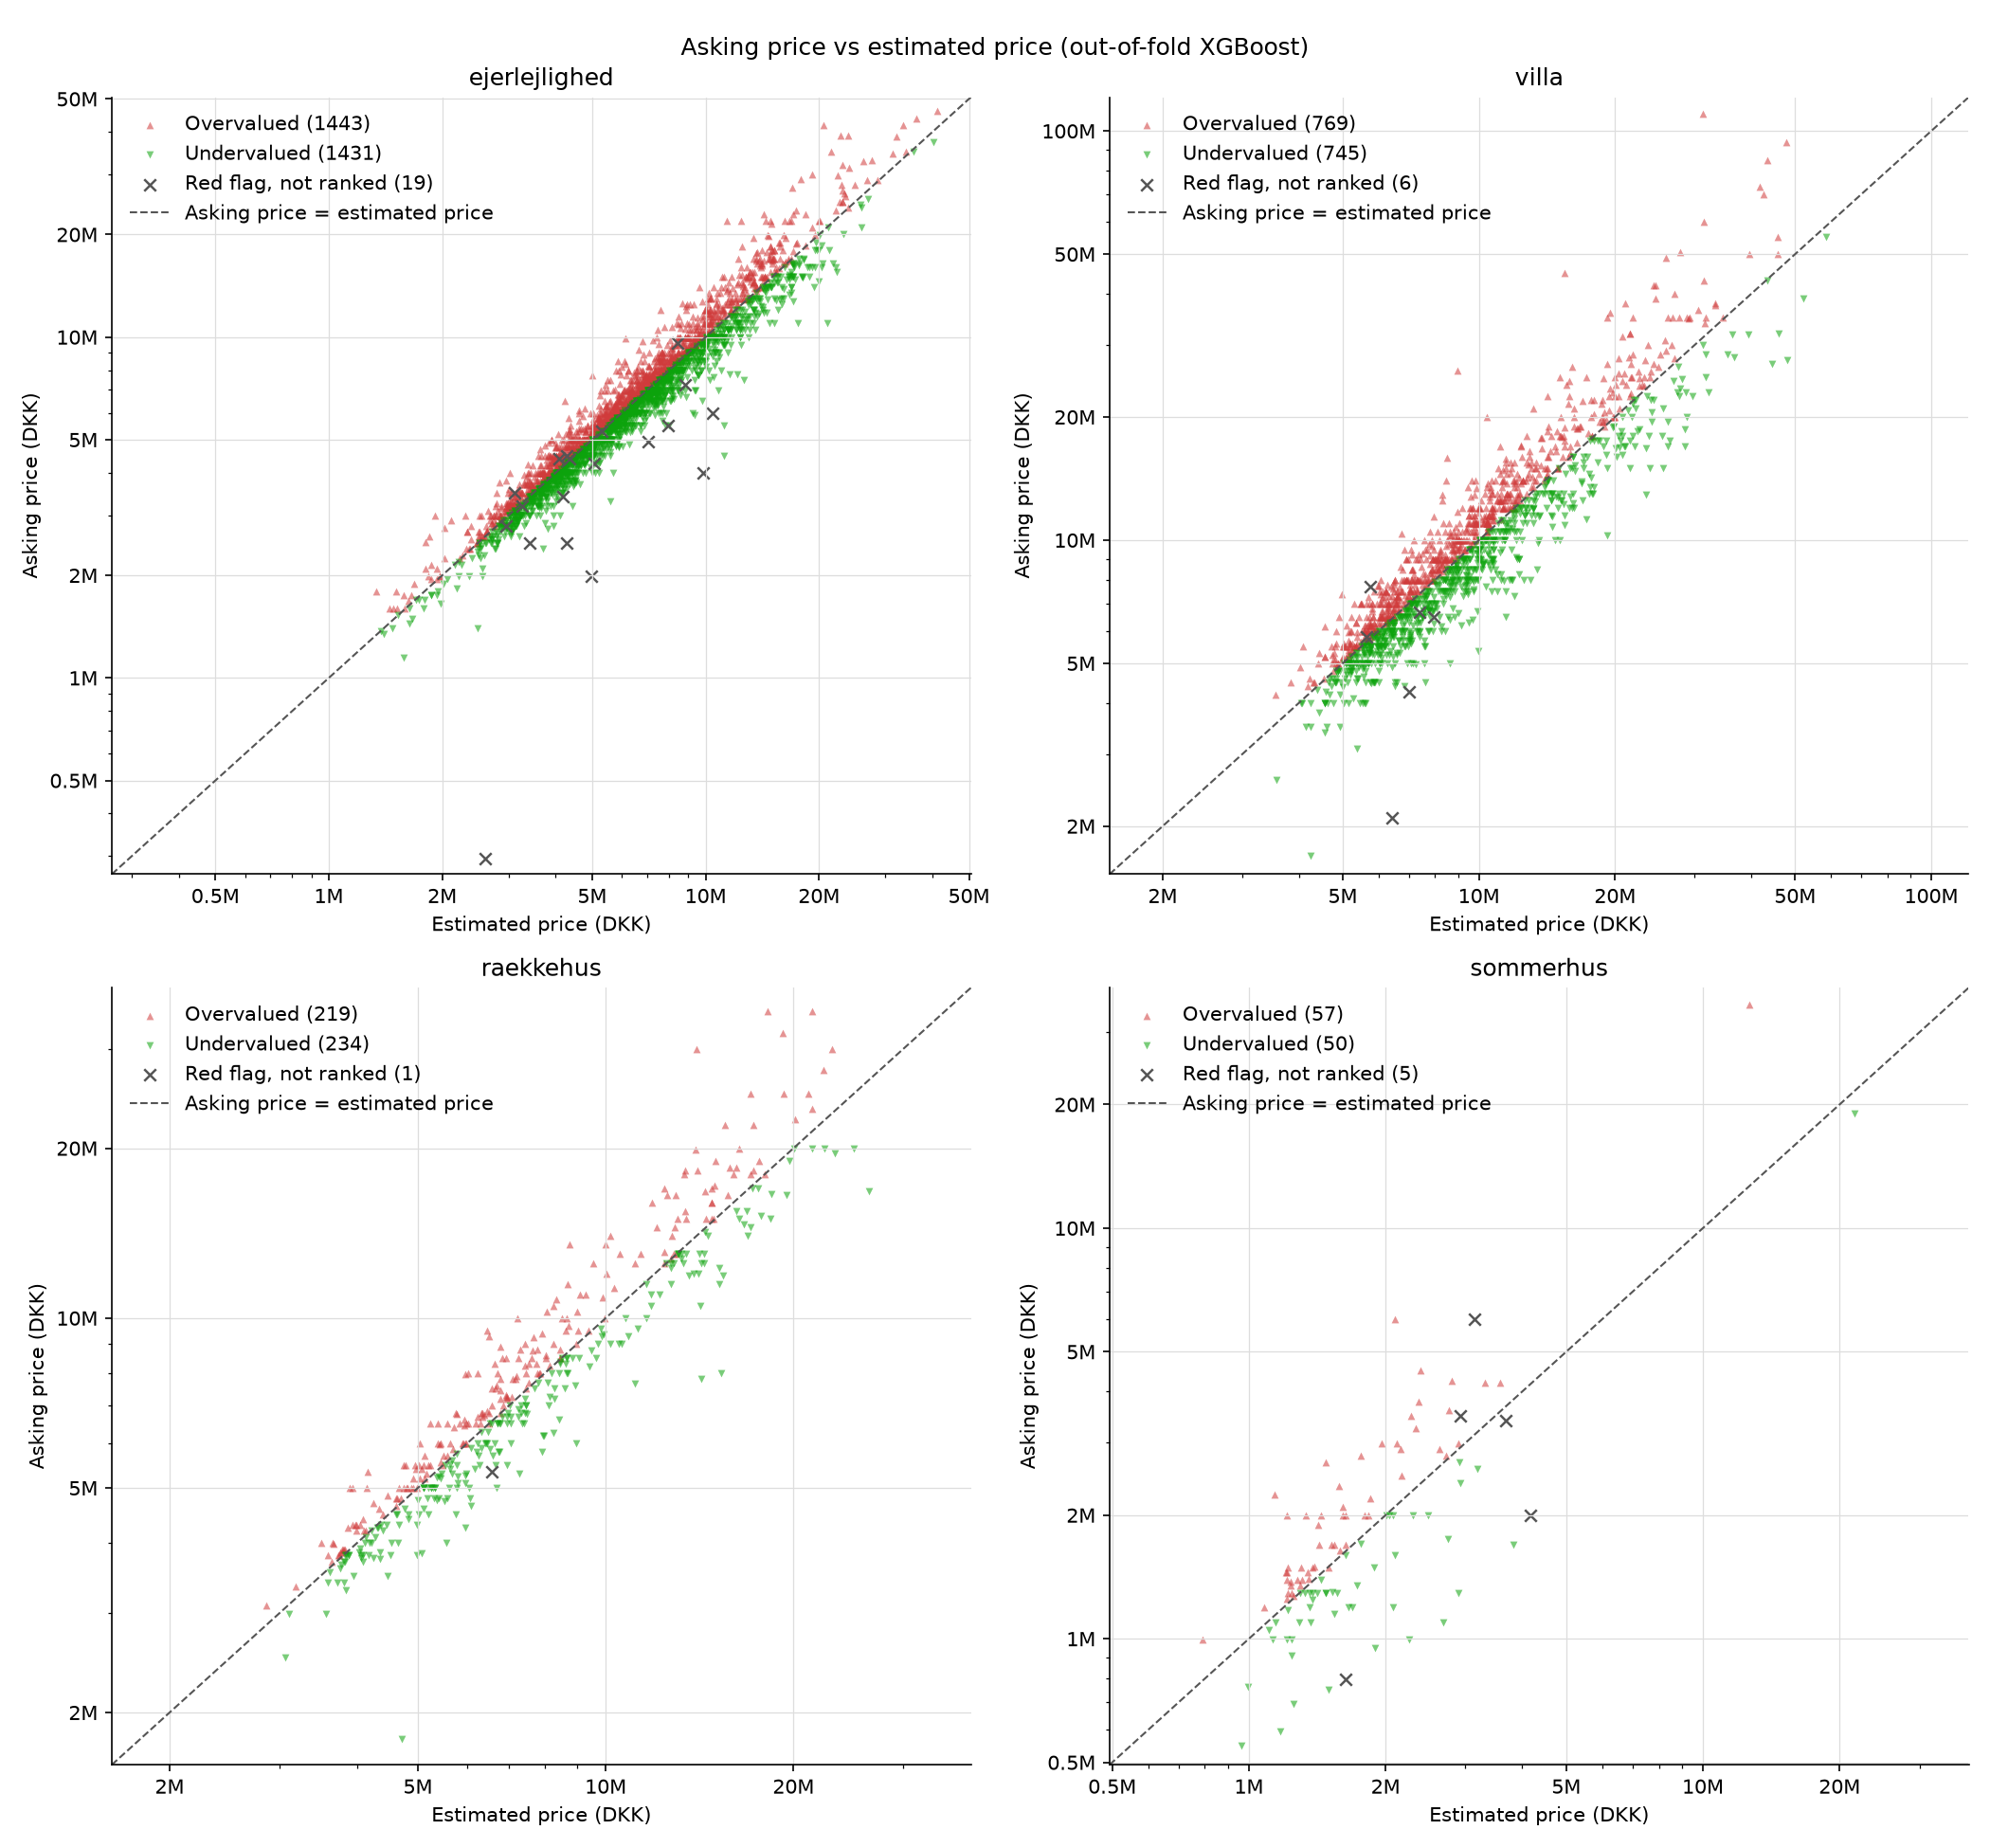 Asking price vs estimated price (out-of-fold XGBoost)
ejerlejlighed
Overvalued (1443)
Undervalued (1431)
Red flag, not ranked (19)
Asking price = estimated price
50M
20M
10M
5M
2M
1M
0.5M
Asking price (DKK)
0.5M 1M 2M 5M 10M 20M 50M
Estimated price (DKK)
villa
Overvalued (769)
Undervalued (745)
Red flag, not ranked (6)
Asking price = estimated price
100M
50M
20M
10M
5M
2M
Asking price (DKK)
2M 5M 10M 20M 50M 100M
Estimated price (DKK)
raekkehus
Overvalued (219)
Undervalued (234)
Red flag, not ranked (1)
Asking price = estimated price
20M
10M
5M
2M
Asking price (DKK)
2M 5M 10M 20M
Estimated price (DKK)
sommerhus
Overvalued (57)
Undervalued (50)
Red flag, not ranked (5)
Asking price = estimated price
20M
10M
5M
2M
1M
0.5M
Asking price (DKK)
0.5M 1M 2M 5M 10M 20M
Estimated price (DKK)